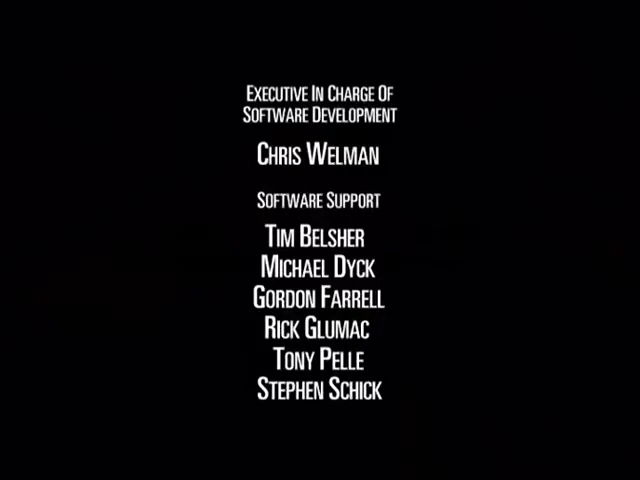 Executive In Charge Of
Software Development
Chris Welman
Software Support
Tim Belsher
Michael Dyck
Gordon Farrell
Rick Glumac
Tony Pelle
Stephen Schick